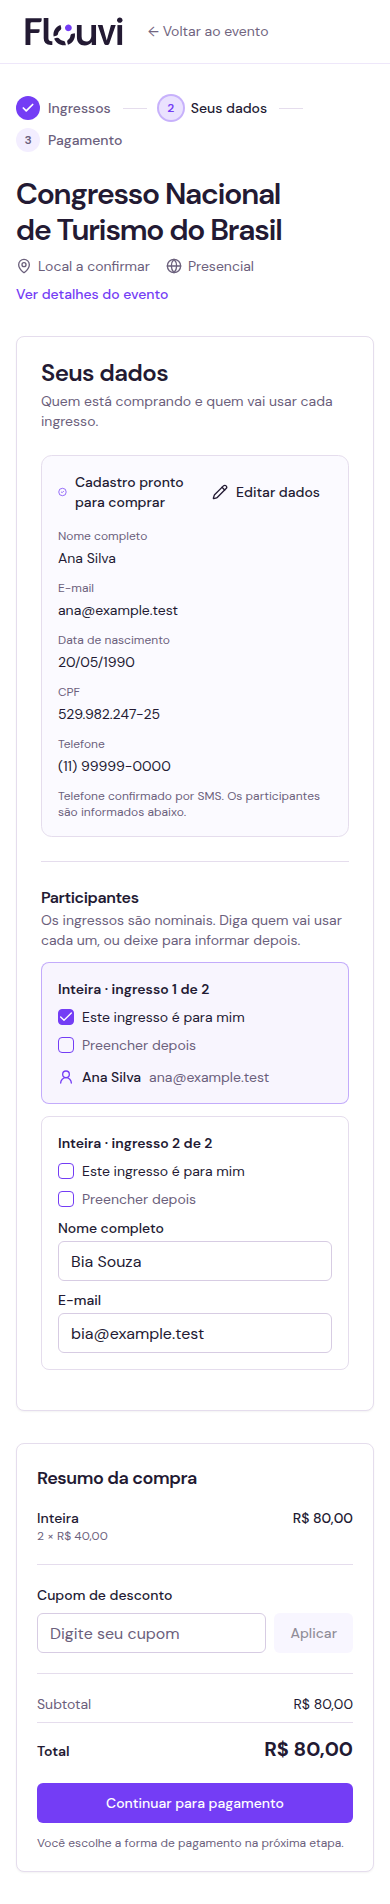 Flouvi
← Voltar ao evento
Ingressos
2 Seus dados
3 Pagamento
Congresso Nacional
de Turismo do Brasil
Local a confirmar Presencial
Ver detalhes do evento
Seus dados
Quem está comprando e quem vai usar cada
ingresso.
Cadastro pronto
para comprar
Editar dados
Nome completo
Ana Silva
E-mail
ana@example.test
Data de nascimento
20/05/1990
CPF
529.982.247-25
Telefone
(11) 99999-0000
Telefone confirmado por SMS. Os participantes
são informados abaixo.
Participantes
Os ingressos são nominais. Diga quem vai usar
cada um, ou deixe para informar depois.
Inteira · ingresso 1 de 2
Este ingresso é para mim
Preencher depois
Ana Silva ana@example.test
Inteira · ingresso 2 de 2
Este ingresso é para mim
Preencher depois
Nome completo
Bia Souza
E-mail
bia@example.test
Resumo da compra
Inteira R$ 80,00
2 × R$ 40,00
Cupom de desconto
Digite seu cupom Aplicar
Subtotal R$ 80,00
Total R$ 80,00
Continuar para pagamento
Você escolhe a forma de pagamento na próxima etapa.